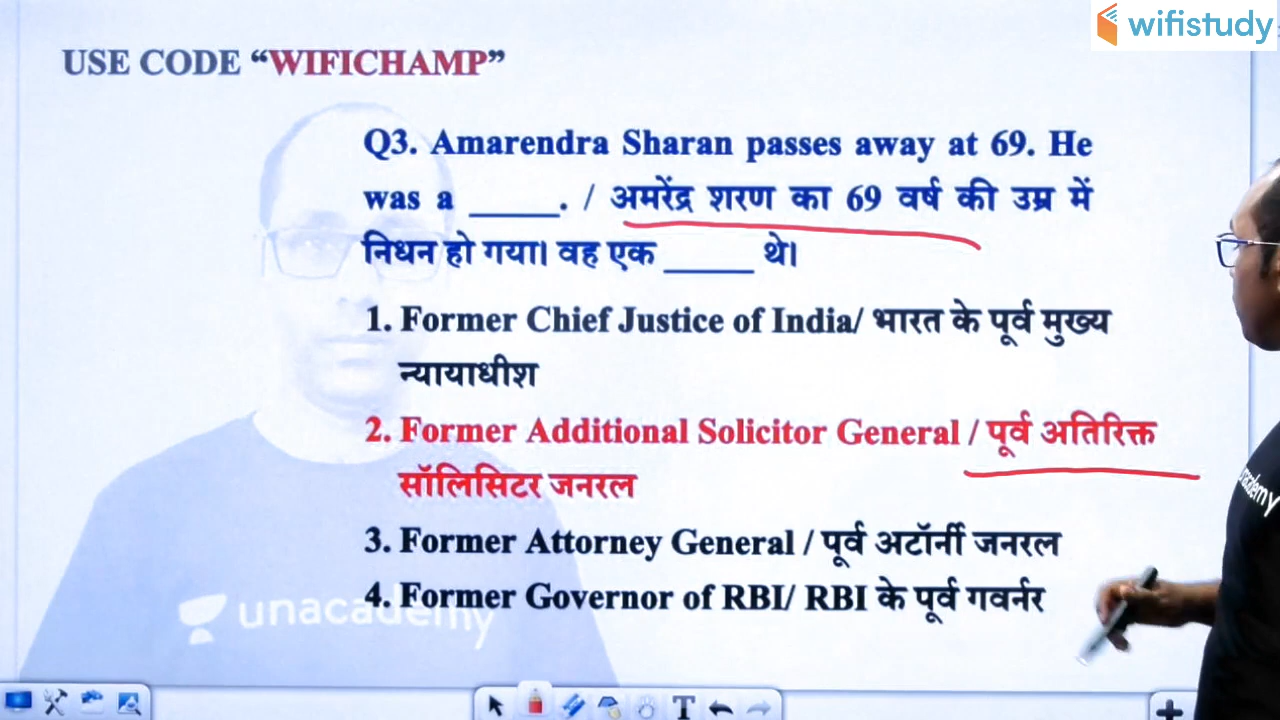 wifistudy
USE CODE “WIFICHAMP”
Q3. Amarendra Sharan passes away at 69. He
was a _____. / अमरेंद्र शरण का 69 वर्ष की उम्र में
निधन हो गया। वह एक _____ थे।
1. Former Chief Justice of India/ भारत के पूर्व मुख्य
न्यायाधीश
2. Former Additional Solicitor General / पूर्व अतिरिक्त
सॉलिसिटर जनरल
3. Former Attorney General / पूर्व अटॉर्नी जनरल
4. Former Governor of RBI/ RBI के पूर्व गवर्नर
unacademy
T